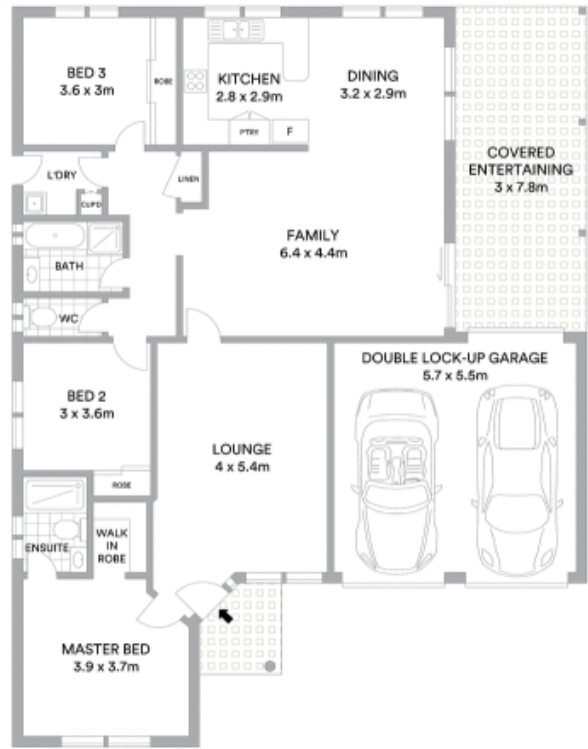 BED 3
3.6 x 3m
ROBE
KITCHEN
2.8 x 2.9m
DINING
3.2 x 2.9m
PTRY
F
COVERED
ENTERTAINING
3 x 7.8m
L'DRY
CUP'D
LINEN
FAMILY
6.4 x 4.4m
BATH
WC
BED 2
3 x 3.6m
ROBE
LOUNGE
4 x 5.4m
DOUBLE LOCK-UP GARAGE
5.7 x 5.5m
ENSUITE
WALK
IN
ROBE
MASTER BED
3.9 x 3.7m